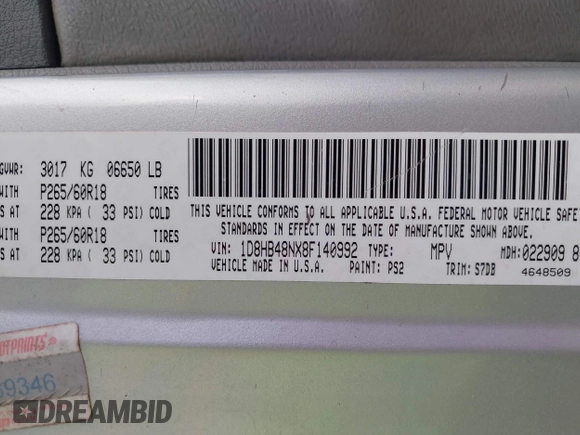 GVWR: 3017 KG 06650 LB
WITH P265/60R18 TIRES
S AT 228 KPA ( 33 PSI) COLD
WITH P265/60R18 TIRES
S AT 228 KPA ( 33 PSI) COLD
THIS VEHICLE CONFORMS TO ALL APPLICABLE U.S.A. FEDERAL MOTOR VEHICLE SAFE
STANDARDS IN EFFECT ON THE DATE OF MANUFACTURE SHOWN ABOVE.
VIN: 1D8HB48NX8F140992 TYPE: MPV MDH: 022909 8
VEHICLE MADE IN U.S.A. PAINT: PS2 TRIM: S7DB
4648509
OTPRINTS
59346
DREAMBID